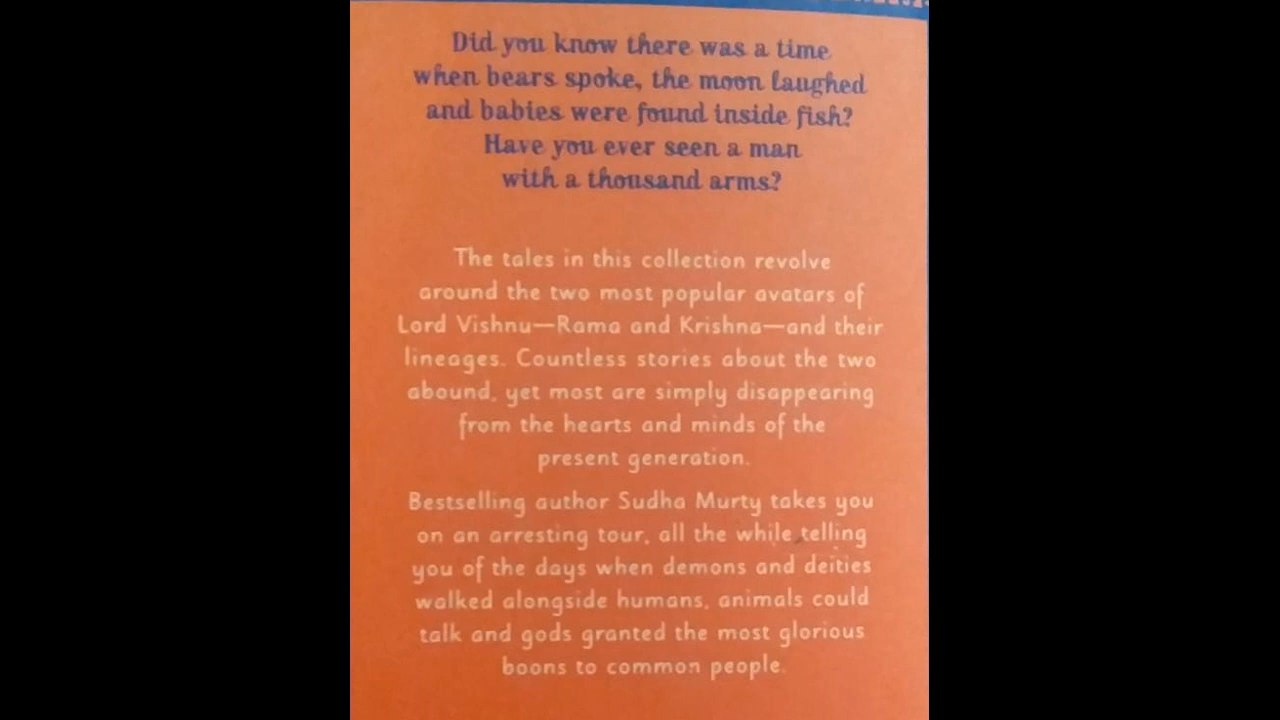 Did you know there was a time
when bears spoke, the moon laughed
and babies were found inside fish?
Have you ever seen a man
with a thousand arms?
The tales in this collection revolve
around the two most popular avatars of
Lord Vishnu—Rama and Krishna—and their
lineages. Countless stories about the two
abound, yet most are simply disappearing
from the hearts and minds of the
present generation.
Bestselling author Sudha Murty takes you
on an arresting tour, all the while telling
you of the days when demons and deities
walked alongside humans, animals could
talk and gods granted the most glorious
boons to common people.